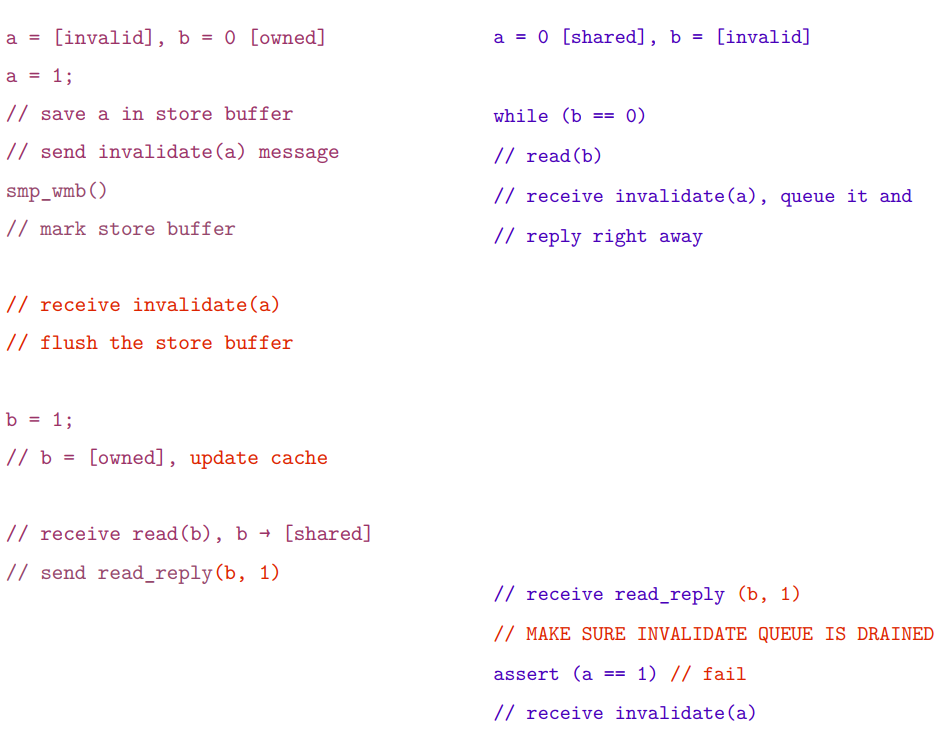 a = [invalid], b = 0 [owned]
a = 1;
// save a in store buffer
// send invalidate(a) message
smp_wmb()
// mark store buffer
// receive invalidate(a)
// flush the store buffer
b = 1;
// b = [owned], update cache
// receive read(b), b → [shared]
// send read_reply(b, 1)
a = 0 [shared], b = [invalid]
while (b == 0)
// read(b)
// receive invalidate(a), queue it and
// reply right away
// receive read_reply (b, 1)
// MAKE SURE INVALIDATE QUEUE IS DRAINED
assert (a == 1) // fail
// receive invalidate(a)